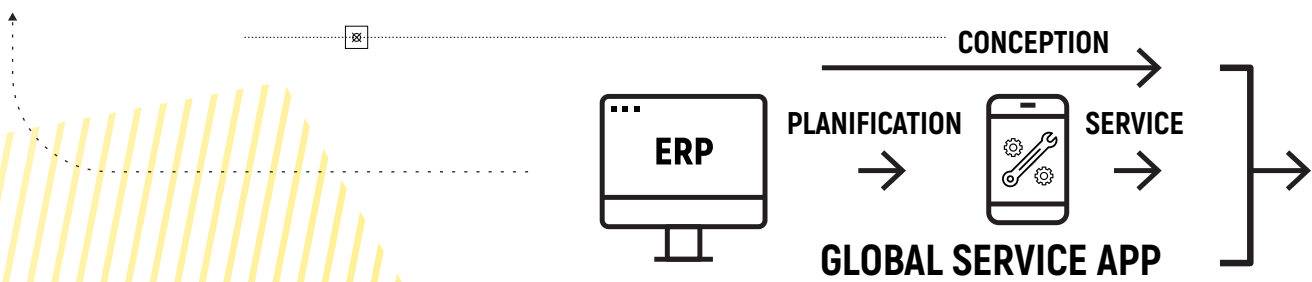 CONCEPTION
PLANIFICATION
SERVICE
ERP
GLOBAL SERVICE APP